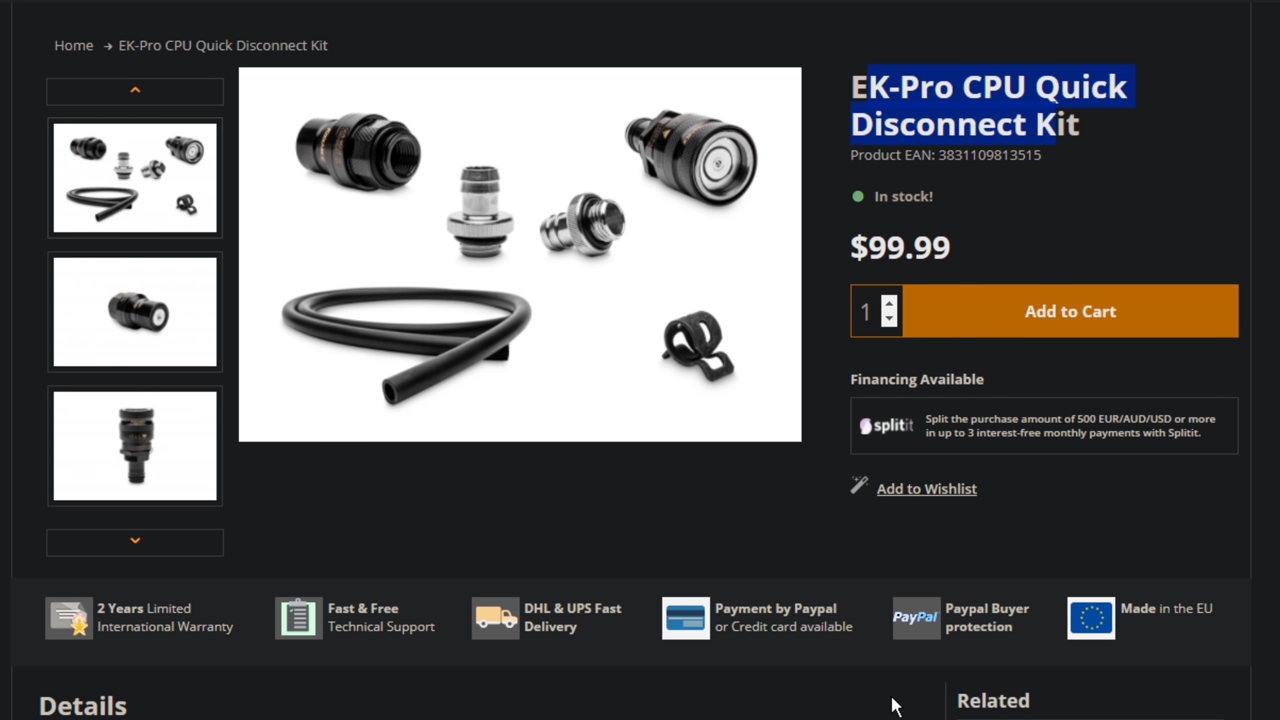 Home → EK-Pro CPU Quick Disconnect Kit
EK-Pro CPU Quick
Disconnect Kit
Product EAN: 3831109813515
In stock!
$99.99
1
Add to Cart
Financing Available
splitit
Split the purchase amount of 500 EUR/AUD/USD or more
in up to 3 interest-free monthly payments with Splitit.
Add to Wishlist
2 Years Limited
International Warranty
Fast & Free
Technical Support
DHL & UPS Fast
Delivery
Payment by Paypal
or Credit card available
PayPal
Paypal Buyer
protection
Made in the EU
Details
Related